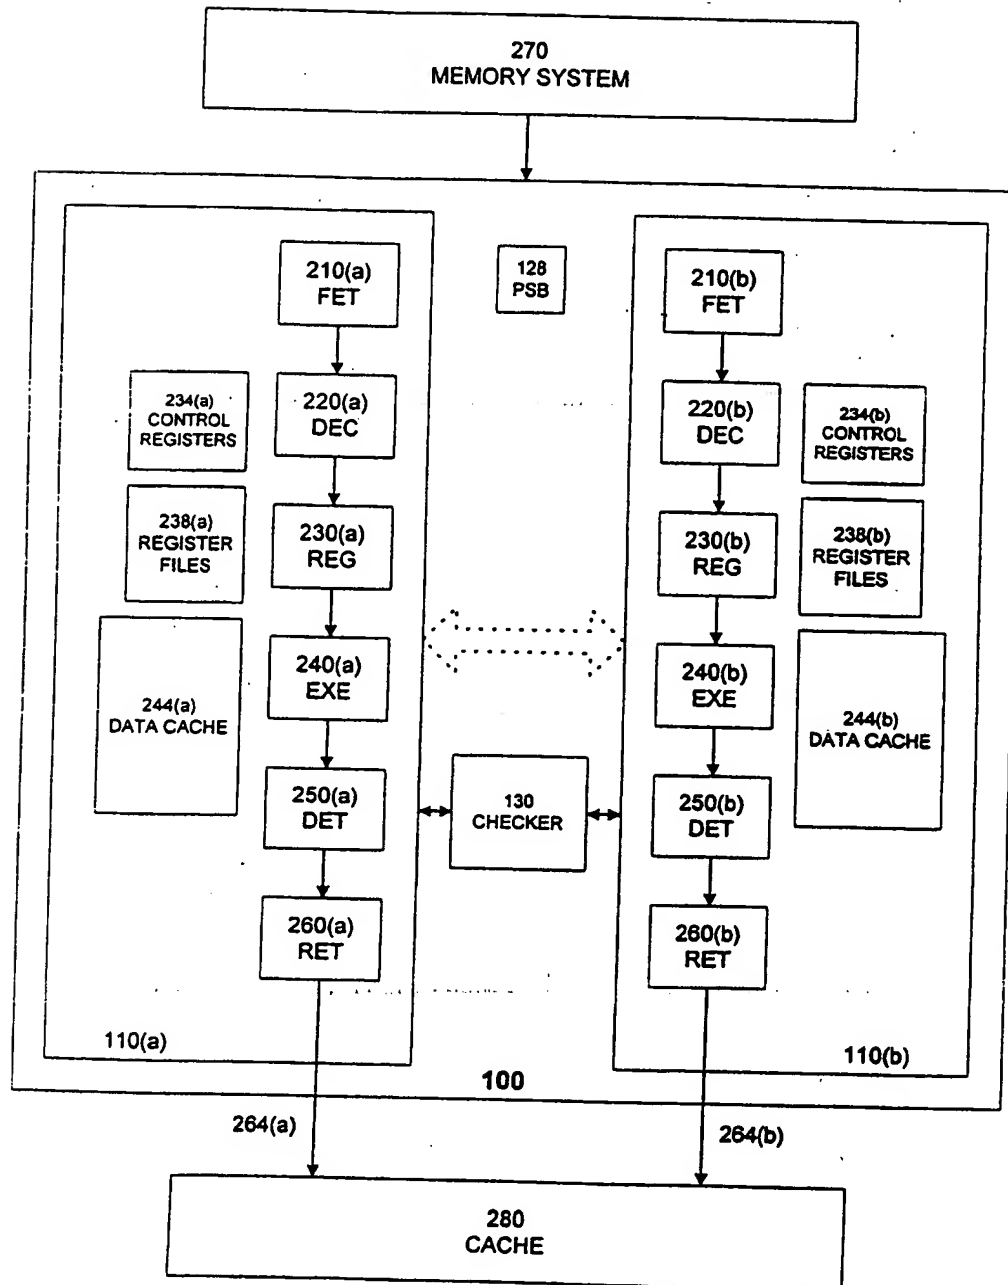 270
MEMORY SYSTEM
210(a)
FET
128
PSB
210(b)
FET
234(a)
CONTROL
REGISTERS
220(a)
DEC
220(b)
DEC
234(b)
CONTROL
REGISTERS
238(a)
REGISTER
FILES
230(a)
REG
230(b)
REG
238(b)
REGISTER
FILES
244(a)
DATA CACHE
240(a)
EXE
240(b)
EXE
244(b)
DATA CACHE
250(a)
DET
130
CHECKER
250(b)
DET
260(a)
RET
260(b)
RET
110(a)
110(b)
100
264(a)
264(b)
280
CACHE